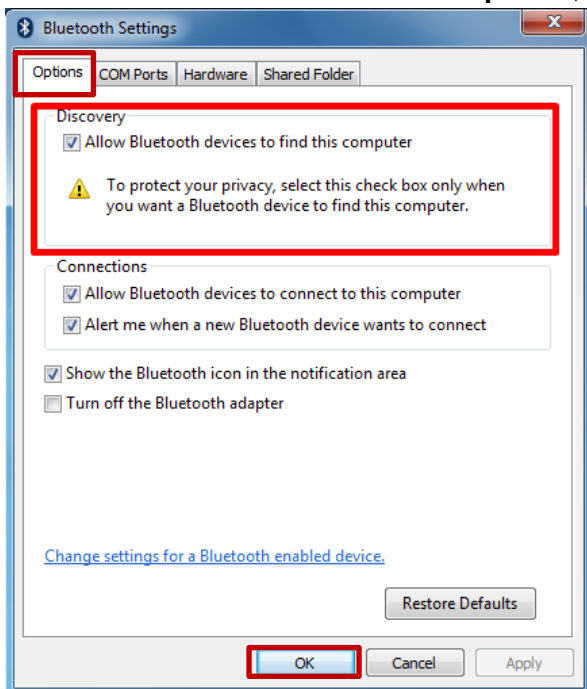 Bluetooth Settings
Options COM Ports Hardware Shared Folder
Discovery
Allow Bluetooth devices to find this computer
To protect your privacy, select this check box only when
you want a Bluetooth device to find this computer.
Connections
Allow Bluetooth devices to connect to this computer
Alert me when a new Bluetooth device wants to connect
Show the Bluetooth icon in the notification area
Turn off the Bluetooth adapter
Change settings for a Bluetooth enabled device.
Restore Defaults
OK Cancel Apply